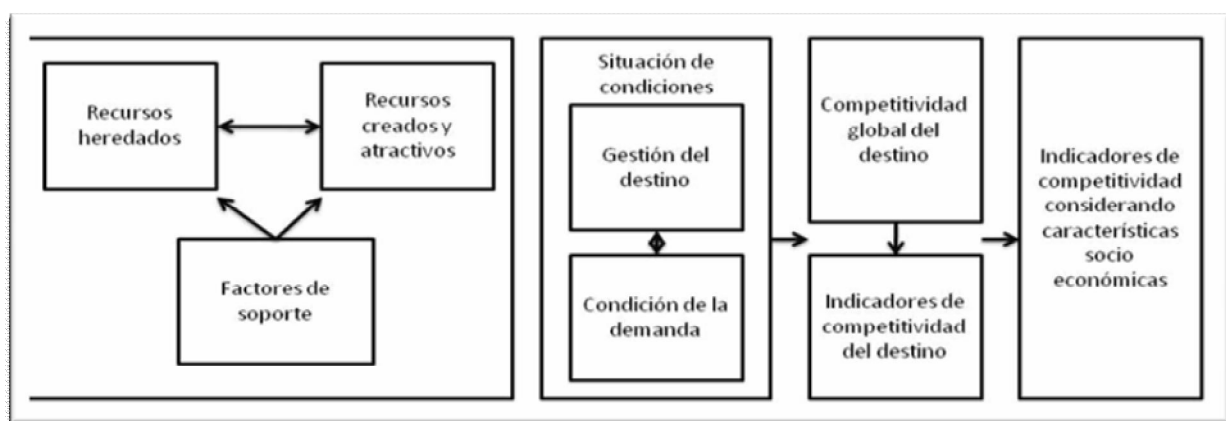 Recursos
heredados
Recursos
creados y
atractivos
Factores de
soporte
Situación de
condiciones
Gestión del
destino
Condición de la
demanda
Competitividad
global del
destino
Indicadores de
competitividad
del destino
Indicadores de
competitividad
considerando
características
socio
económicas